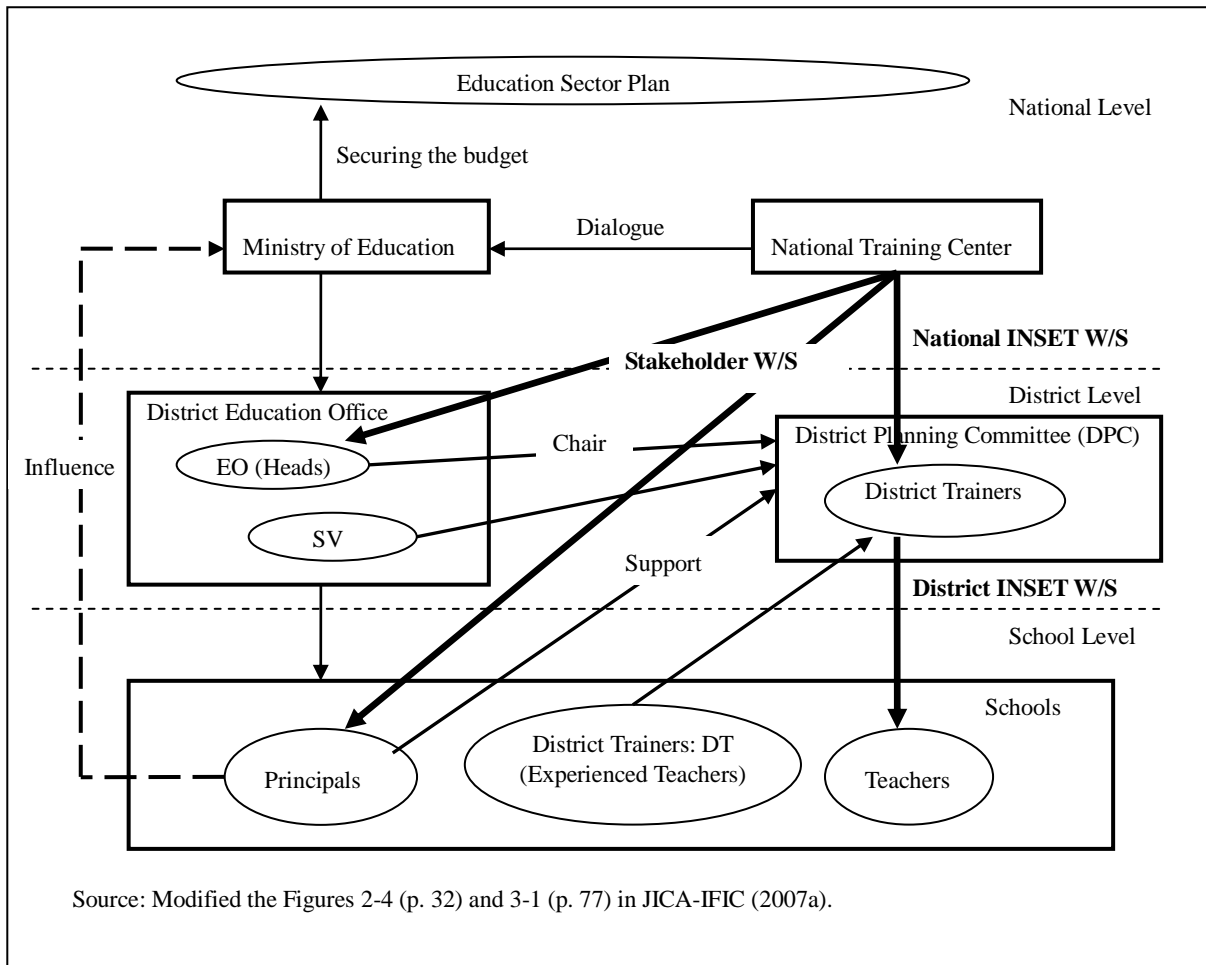 Education Sector Plan
National Level
Securing the budget
Ministry of Education
Dialogue
National Training Center
National INSET W/S
Stakeholder W/S
District Level
District Education Office
District Planning Committee (DPC)
Influence
EO (Heads)
Chair
District Trainers
SV
Support
District INSET W/S
School Level
Schools
Principals
District Trainers: DT
(Experienced Teachers)
Teachers
Source: Modified the Figures 2-4 (p. 32) and 3-1 (p. 77) in JICA-IFIC (2007a).